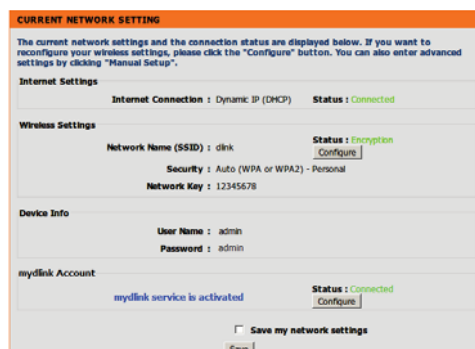 CURRENT NETWORK SETTING
The current network settings and the connection status are displayed below. If you want to
reconfigure your wireless settings, please click the "Configure" button. You can also enter advanced
settings by clicking "Manual Setup".
Internet Settings
Internet Connection : Dynamic IP (DHCP) Status : Connected
Wireless Settings
Network Name (SSID) : dlink Status : Encryption
Configure
Security : Auto (WPA or WPA2) - Personal
Network Key : 12345678
Device Info
User Name : admin
Password : admin
mydlink Account
mydlink service is activated Status : Connected
Configure
Save my network settings
Save